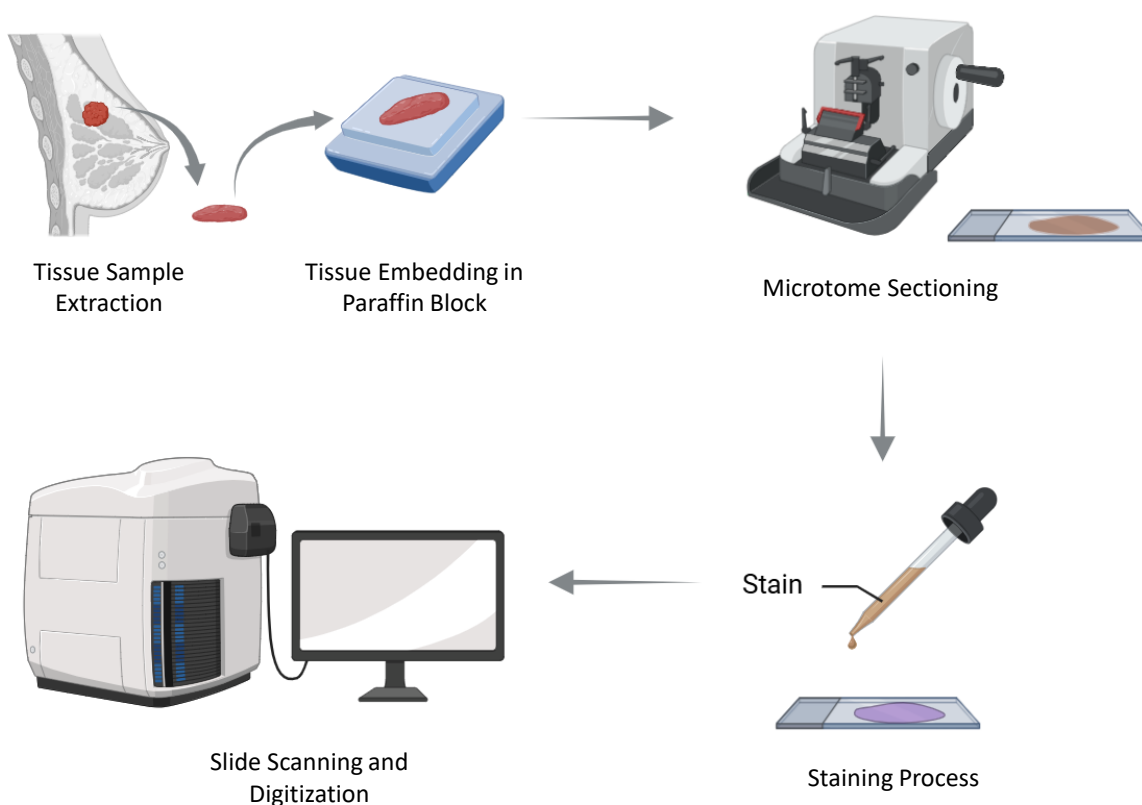 Tissue Sample
Extraction
Tissue Embedding in
Paraffin Block
Microtome Sectioning
Stain
Staining Process
Slide Scanning and
Digitization